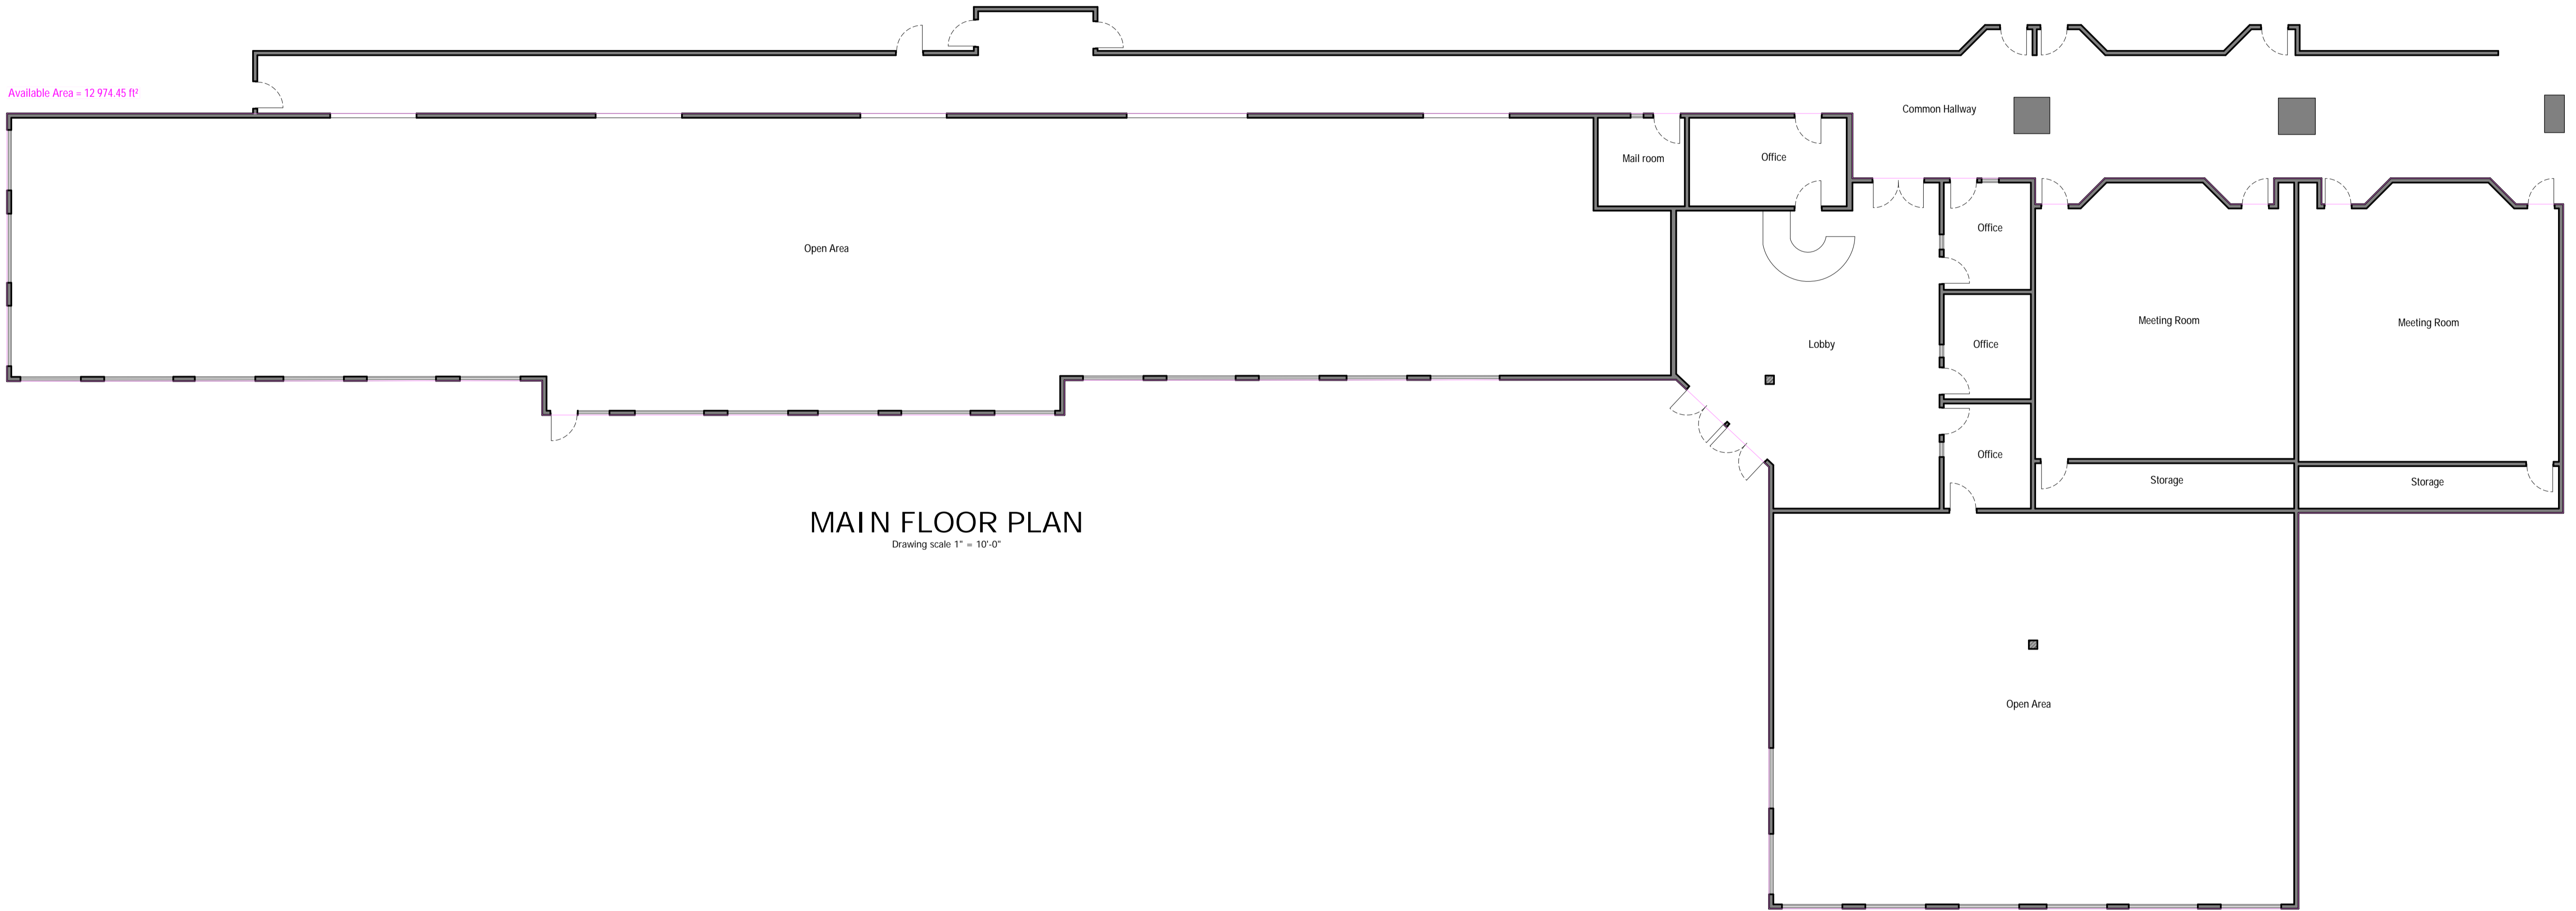 Available Area = 12 974.45 ft²
Common Hallway
Mail room
Office
Office
Open Area
Meeting Room
Meeting Room
Lobby
Office
Office
Storage
Storage
MAIN FLOOR PLAN
Drawing scale 1" = 10'-0"
Open Area